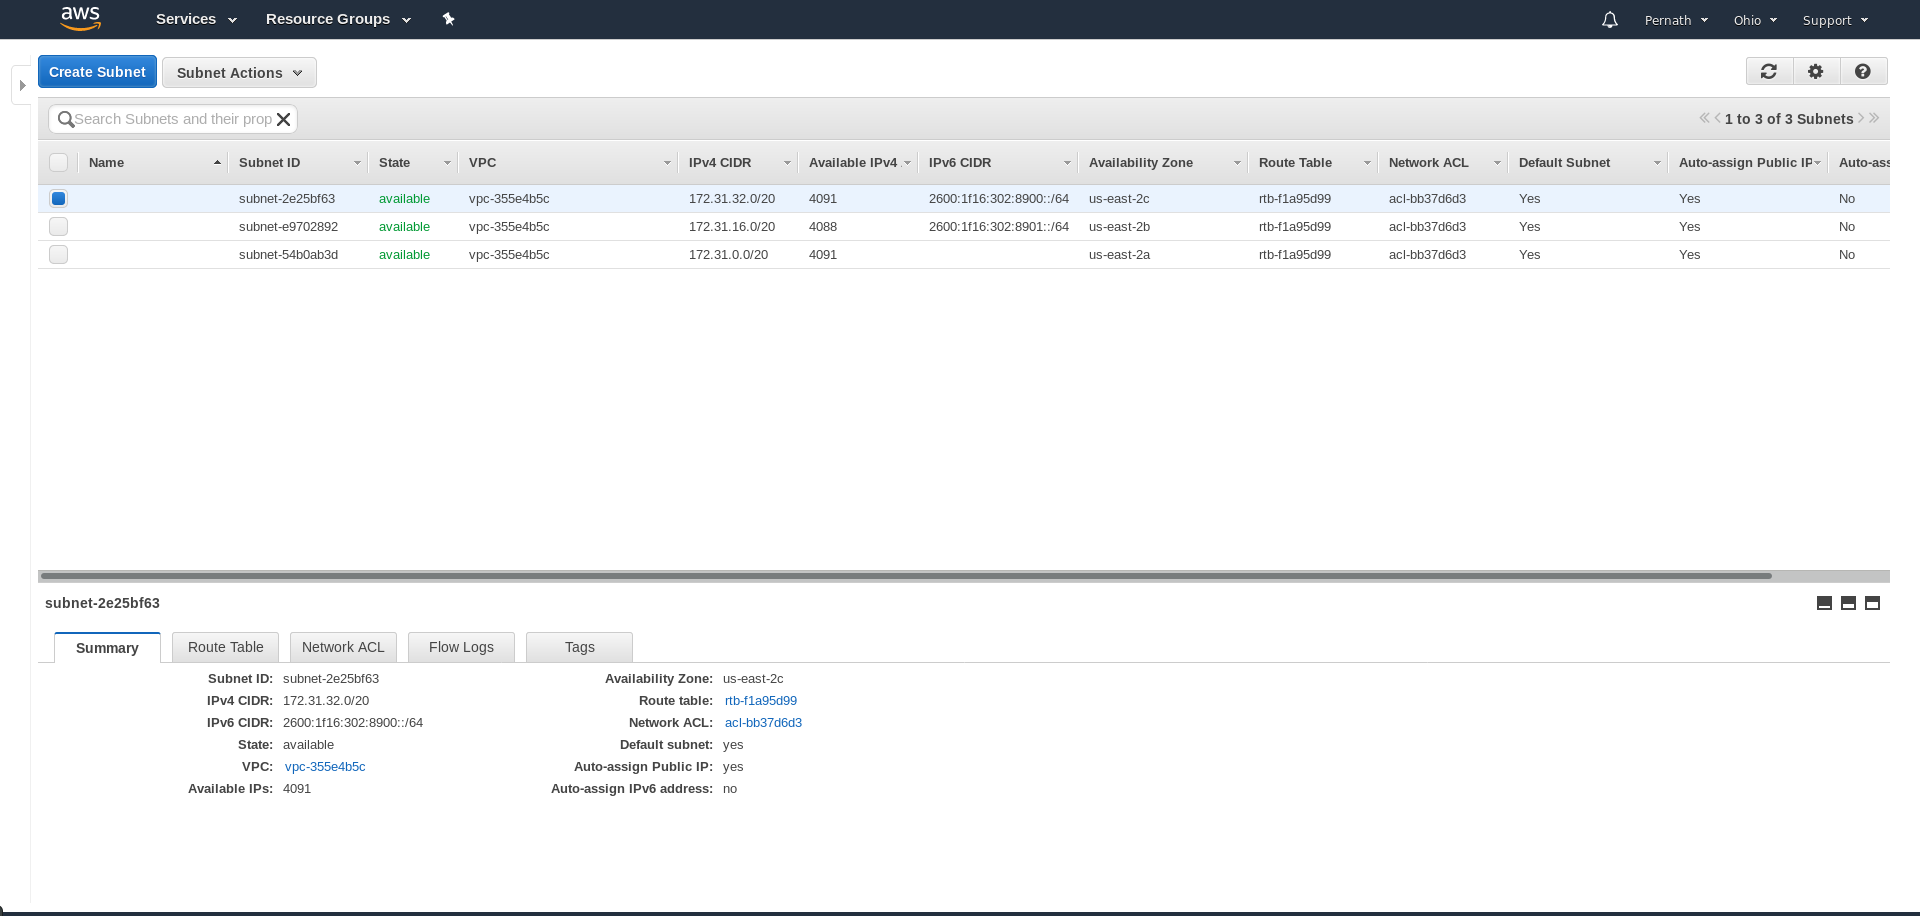 aws Services Resource Groups Pernath Ohio Support
Create Subnet Subnet Actions
Search Subnets and their prop 1 to 3 of 3 Subnets
Name Subnet ID State VPC IPv4 CIDR Available IPv4 IPv6 CIDR Availability Zone Route Table Network ACL Default Subnet Auto-assign Public IP Auto-ass
subnet-2e25bf63 available vpc-355e4b5c 172.31.32.0/20 4091 2600:1f16:302:8900::/64 us-east-2c rtb-f1a95d99 acl-bb37d6d3 Yes Yes No
subnet-e9702892 available vpc-355e4b5c 172.31.16.0/20 4088 2600:1f16:302:8901::/64 us-east-2b rtb-f1a95d99 acl-bb37d6d3 Yes Yes No
subnet-54b0ab3d available vpc-355e4b5c 172.31.0.0/20 4091 us-east-2a rtb-f1a95d99 acl-bb37d6d3 Yes Yes No
subnet-2e25bf63
Summary Route Table Network ACL Flow Logs Tags
Subnet ID: subnet-2e25bf63 Availability Zone: us-east-2c
IPv4 CIDR: 172.31.32.0/20 Route table: rtb-f1a95d99
IPv6 CIDR: 2600:1f16:302:8900::/64 Network ACL: acl-bb37d6d3
State: available Default subnet: yes
VPC: vpc-355e4b5c Auto-assign Public IP: yes
Available IPs: 4091 Auto-assign IPv6 address: no